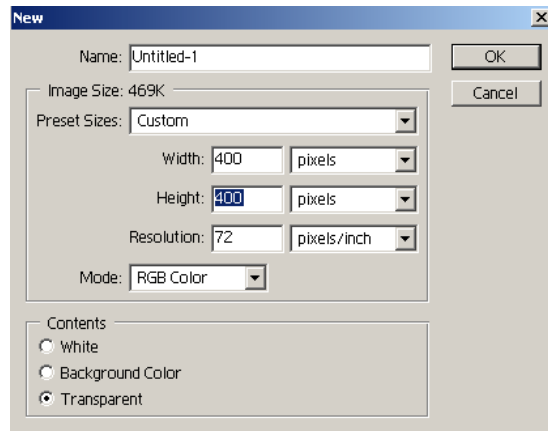 New
Name: Untitled-1
OK
Image Size: 469K
Cancel
Preset Sizes: Custom
Width: 400 pixels
Height: 400 pixels
Resolution: 72 pixels/inch
Mode: RGB Color
Contents
White
Background Color
Transparent